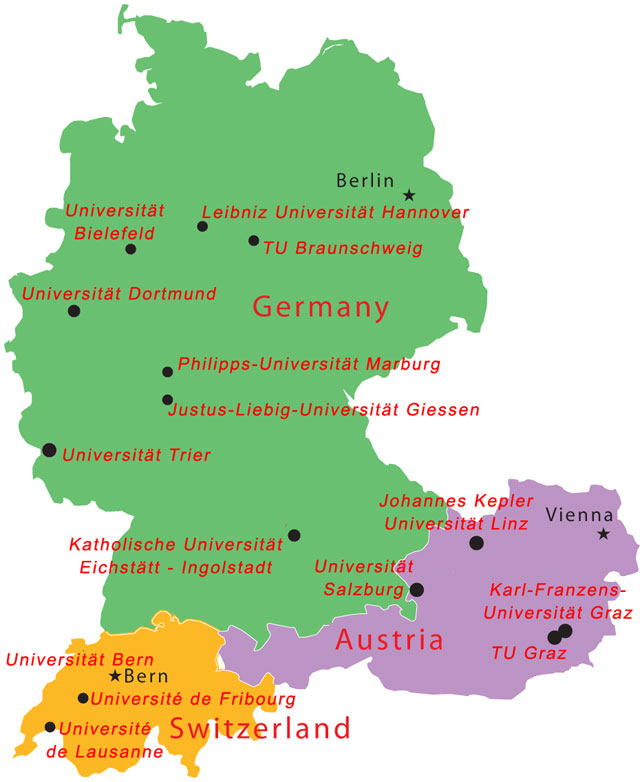 Berlin
Universität
Bielefeld
Leibniz Universität Hannover
TU Braunschweig
Universität Dortmund
Germany
Philipps-Universität Marburg
Justus-Liebig-Universität Giessen
Universität Trier
Johannes Kepler
Universität Linz
Vienna
Katholische Universität
Eichstätt - Ingolstadt
Universität
Salzburg
Karl-Franzens-
Universität Graz
Austria
TU Graz
Universität Bern
Bern
Université de Fribourg
Université
de Lausanne
Switzerland